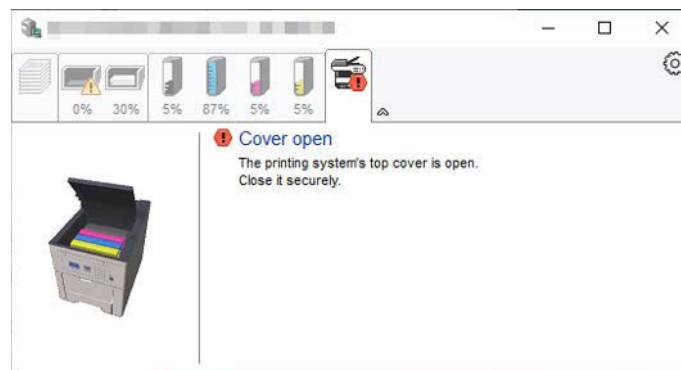 0% 30% 5% 87% 5% 5%
Cover open
The printing system's top cover is open.
Close it securely.